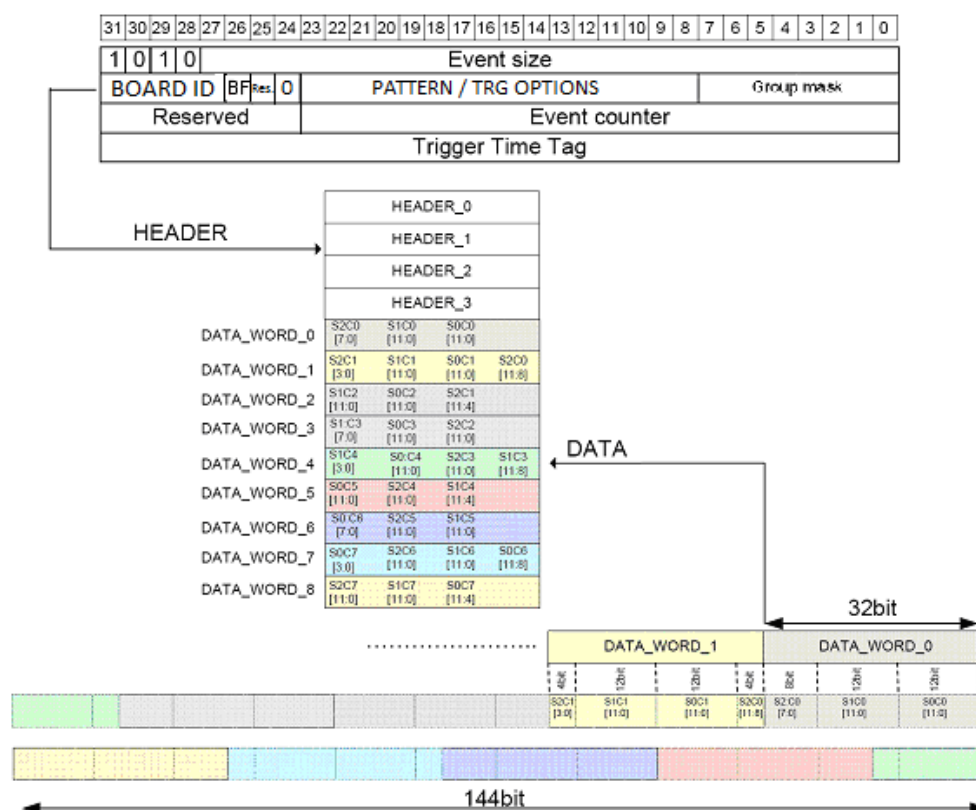 31 30 29 28 27 26 25 24 23 22 21 20 19 18 17 16 15 14 13 12 11 10 9 8 7 6 5 4 3 2 1 0
1 0 1 0 Event size
BOARD ID BF Res. 0 PATTERN / TRG OPTIONS Group mask
Reserved Event counter
Trigger Time Tag
HEADER
HEADER_0
HEADER_1
HEADER_2
HEADER_3
DATA_WORD_0 S2C0 [7:0] S1C0 [11:0] S0C0 [11:0]
DATA_WORD_1 S2C1 [3:0] S1C1 [11:0] S0C1 [11:0] S2C0 [11:8]
DATA_WORD_2 S1C2 [11:0] S0C2 [11:0] S2C1 [11:4]
DATA_WORD_3 S1:C3 [7:0] S0C3 [11:0] S2C2 [11:0]
DATA_WORD_4 S1C4 [3:0] S0:C4 [11:0] S2C3 [11:0] S1C3 [11:8]
DATA_WORD_5 S0C5 [11:0] S2C4 [11:0] S1C4 [11:4]
DATA_WORD_6 S0:C6 [7:0] S2C5 [11:0] S1C5 [11:0]
DATA_WORD_7 S0C7 [3:0] S2C6 [11:0] S1C6 [11:0] S0C6 [11:8]
DATA_WORD_8 S2C7 [11:0] S1C7 [11:0] S0C7 [11:4]
DATA
32bit
DATA_WORD_1 DATA_WORD_0
4bit 12bit 12bit 4bit 8bit 12bit 12bit
S2C1 [3:0] S1C1 [11:0] S0C1 [11:0] S2C0 [11:8] S2:C0 [7:0] S1C0 [11:0] S0C0 [11:0]
144bit